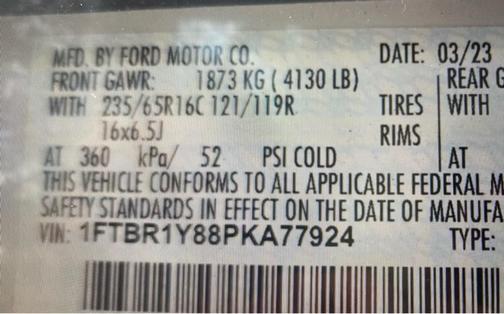 MFD. BY FORD MOTOR CO. DATE: 03/23
FRONT GAWR: 1873 KG ( 4130 LB) REAR G
WITH 235/65R16C 121/119R TIRES WITH
16x6.5J RIMS
AT 360 kPa/ 52 PSI COLD AT
THIS VEHICLE CONFORMS TO ALL APPLICABLE FEDERAL M
SAFETY STANDARDS IN EFFECT ON THE DATE OF MANUFA
VIN: 1FTBR1Y88PKA77924 TYPE: